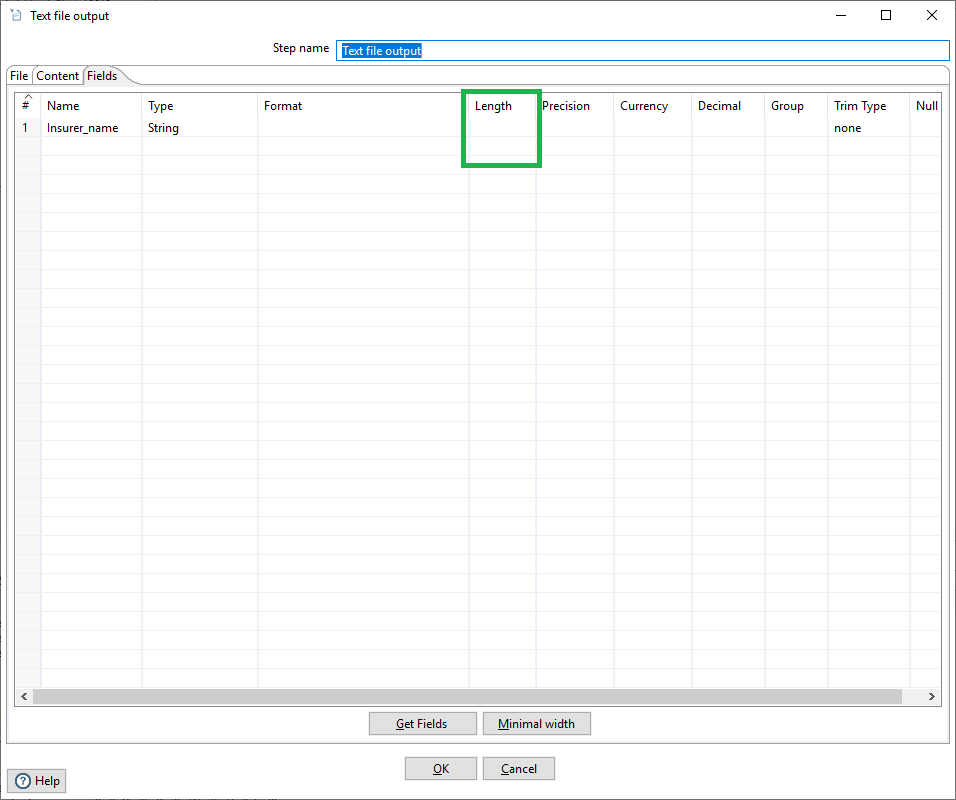 Text file output
Step name Text file output
File Content Fields
# Name Type Format Length Precision Currency Decimal Group Trim Type Null
1 Insurer_name String none
Get Fields Minimal width
OK Cancel
Help